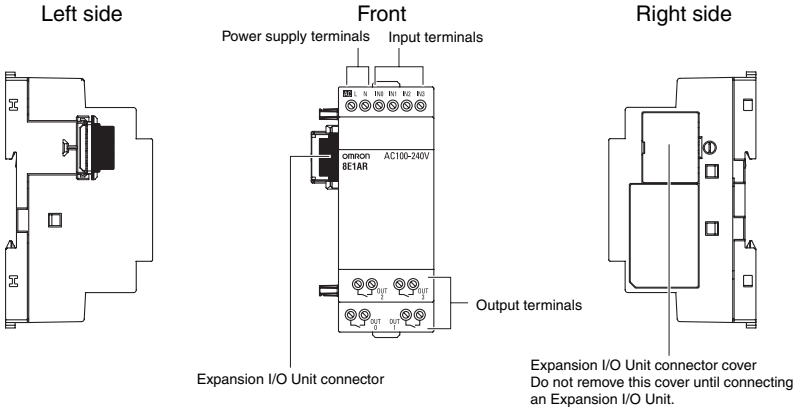 Left side
Front
Right side
Power supply terminals
Input terminals
AC L N IN0 IN1 IN2 IN3
OMRON AC100-240V
8E1AR
OUT 2
OUT 3
Output terminals
OUT 0
OUT 1
Expansion I/O Unit connector
Expansion I/O Unit connector cover
Do not remove this cover until connecting
an Expansion I/O Unit.